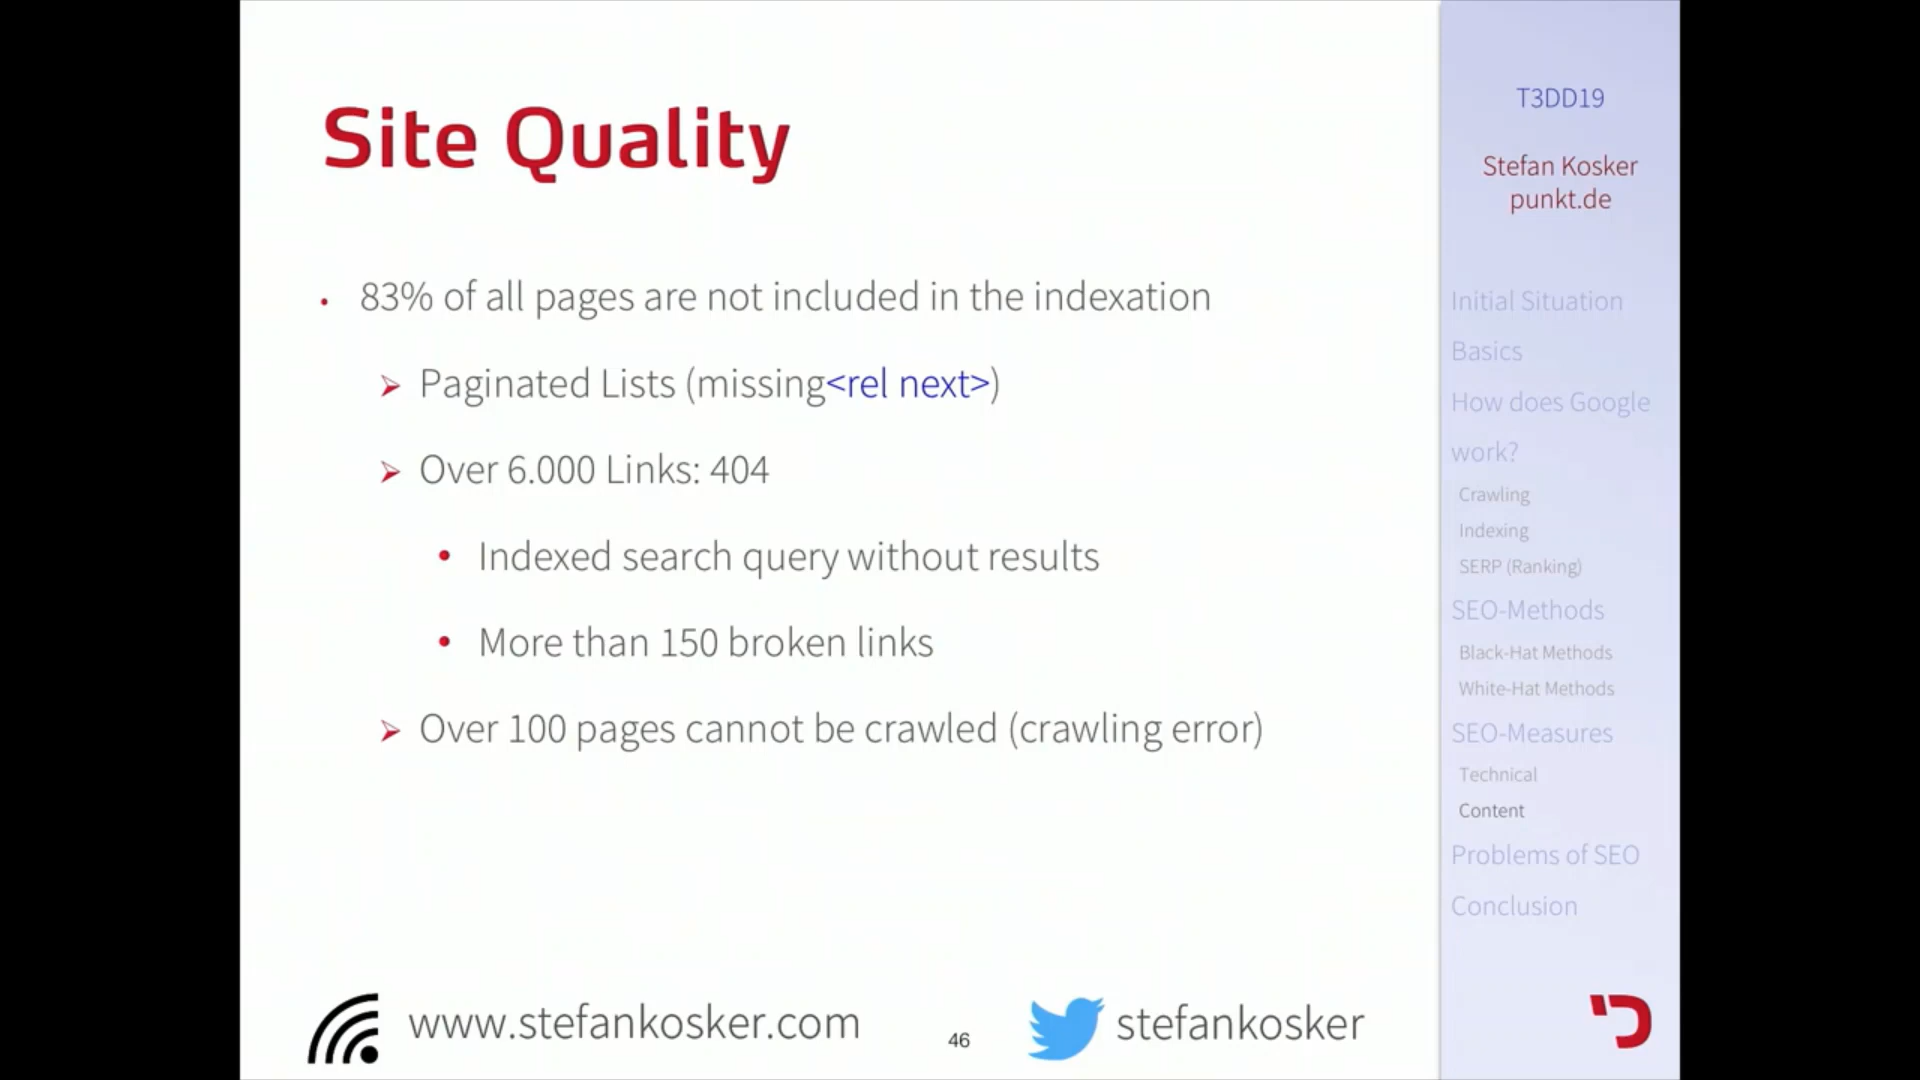 Site Quality
• 83% of all pages are not included in the indexation
➢ Paginated Lists (missing<rel next>)
➢ Over 6.000 Links: 404
• Indexed search query without results
• More than 150 broken links
➢ Over 100 pages cannot be crawled (crawling error)
www.stefankosker.com
46
stefankosker
T3DD19
Stefan Kosker
punkt.de
Initial Situation
Basics
How does Google
work?
Crawling
Indexing
SERP (Ranking)
SEO-Methods
Black-Hat Methods
White-Hat Methods
SEO-Measures
Technical
Content
Problems of SEO
Conclusion